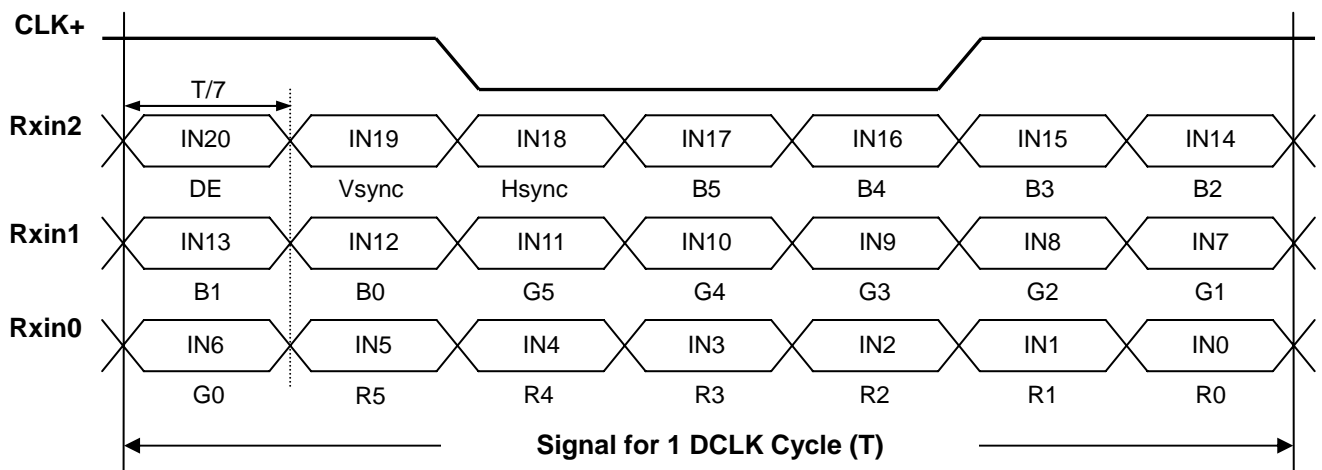 CLK+
T/7
Rxin2 IN20 IN19 IN18 IN17 IN16 IN15 IN14
DE Vsync Hsync B5 B4 B3 B2
Rxin1 IN13 IN12 IN11 IN10 IN9 IN8 IN7
B1 B0 G5 G4 G3 G2 G1
Rxin0 IN6 IN5 IN4 IN3 IN2 IN1 IN0
G0 R5 R4 R3 R2 R1 R0
Signal for 1 DCLK Cycle (T)